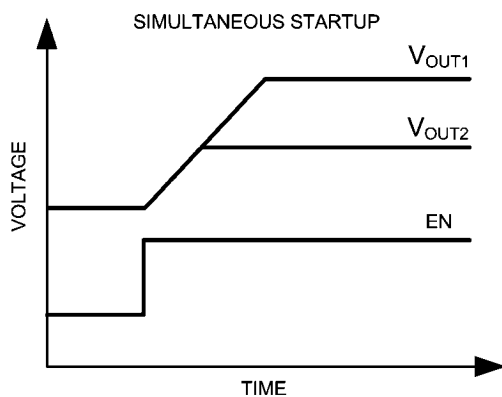 SIMULTANEOUS STARTUP
VOUT1
VOUT2
VOLTAGE
EN
TIME